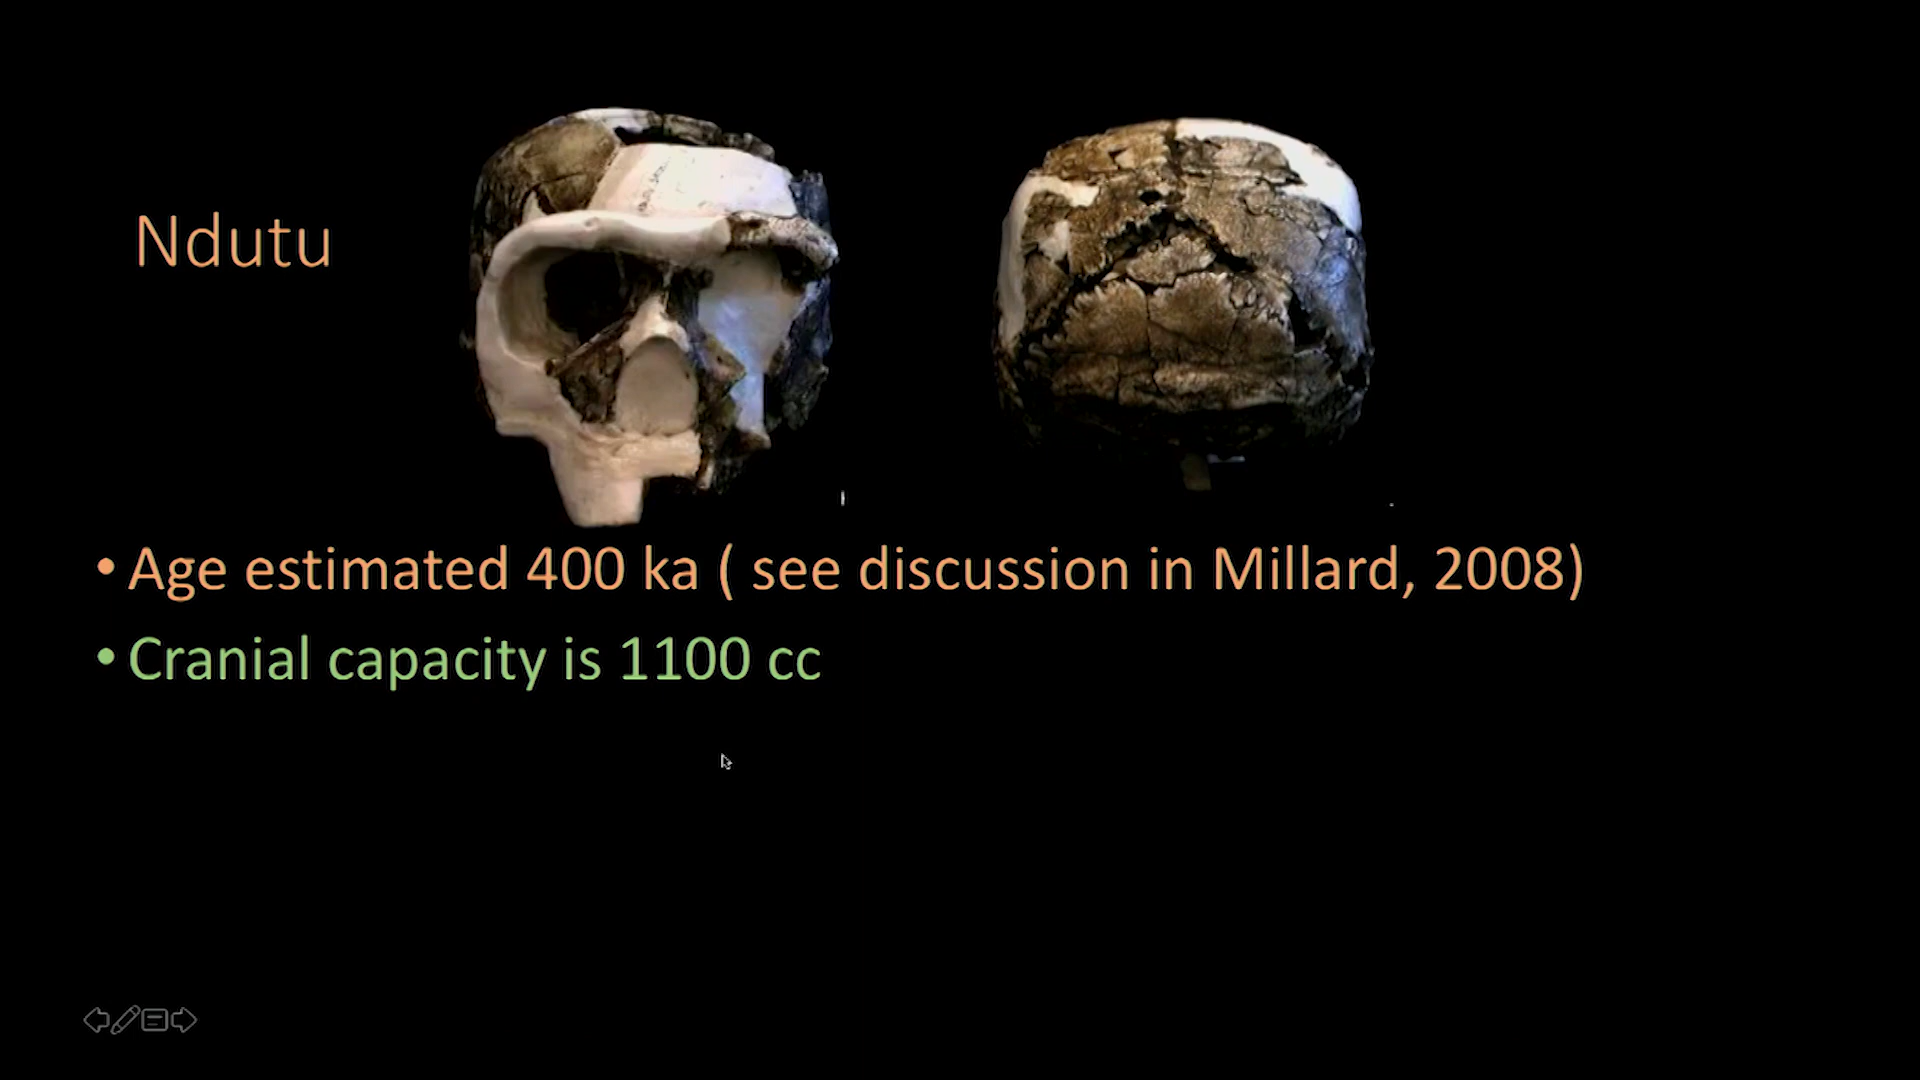 Ndutu
• Age estimated 400 ka ( see discussion in Millard, 2008)
• Cranial capacity is 1100 cc